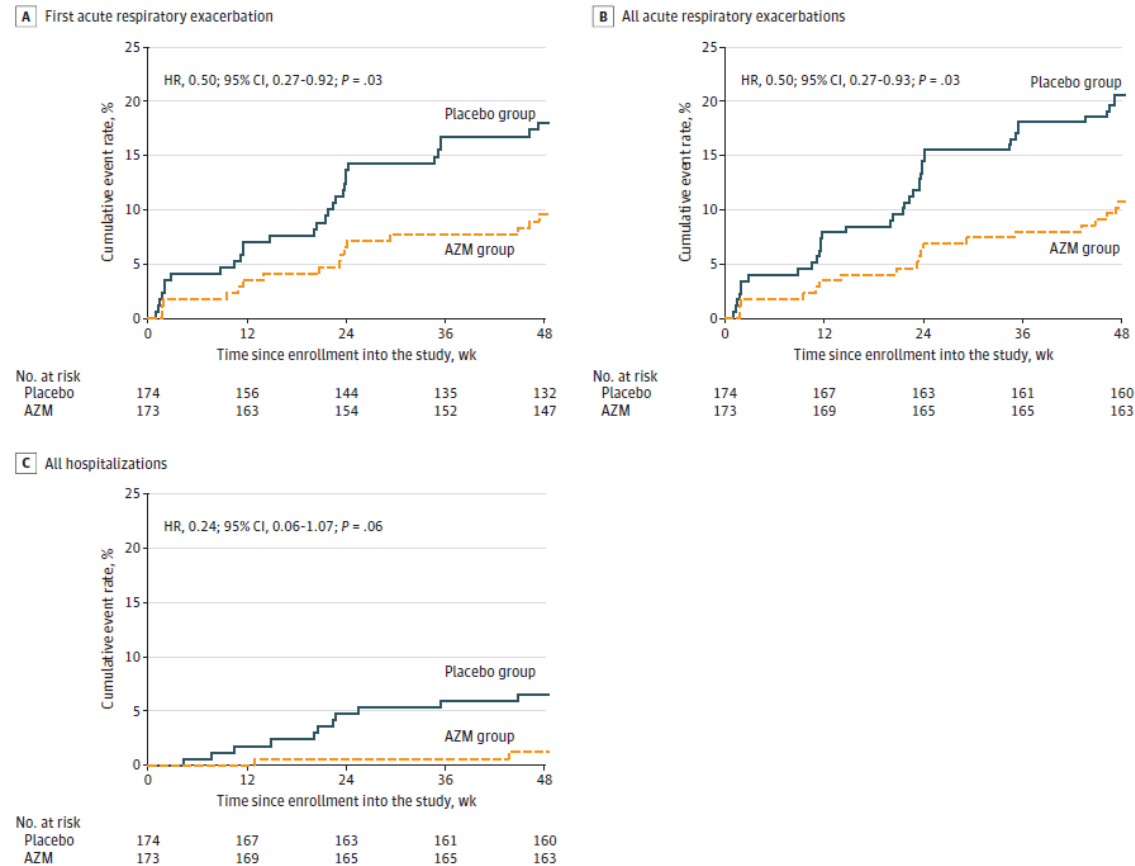 A First acute respiratory exacerbation
25
20
15
10
5
0
Cumulative event rate, %
HR, 0.50; 95% CI, 0.27-0.92; P = .03
Placebo group
AZM group
0 12 24 36 48
Time since enrollment into the study, wk
No. at risk
Placebo 174 156 144 135 132
AZM 173 163 154 152 147
B All acute respiratory exacerbations
25
20
15
10
5
0
Cumulative event rate, %
HR, 0.50; 95% CI, 0.27-0.93; P = .03
Placebo group
AZM group
0 12 24 36 48
Time since enrollment into the study, wk
No. at risk
Placebo 174 167 163 161 160
AZM 173 169 165 165 163
C All hospitalizations
25
20
15
10
5
0
Cumulative event rate, %
HR, 0.24; 95% CI, 0.06-1.07; P = .06
Placebo group
AZM group
0 12 24 36 48
Time since enrollment into the study, wk
No. at risk
Placebo 174 167 163 161 160
AZM 173 169 165 165 163